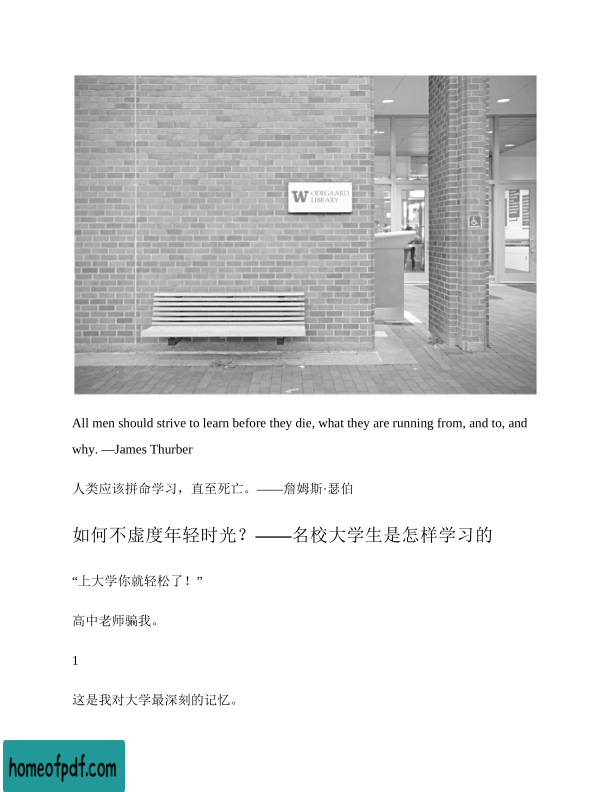 W ODEGAARD
LIBRARY
All men should strive to learn before they die, what they are running from, and to, and
why. —James Thurber
人类应该拼命学习，直至死亡。——詹姆斯·瑟伯
如何不虚度年轻时光？——名校大学生是怎样学习的
“上大学你就轻松了！”
高中老师骗我。
1
这是我对大学最深刻的记忆。
homeofpdf.com